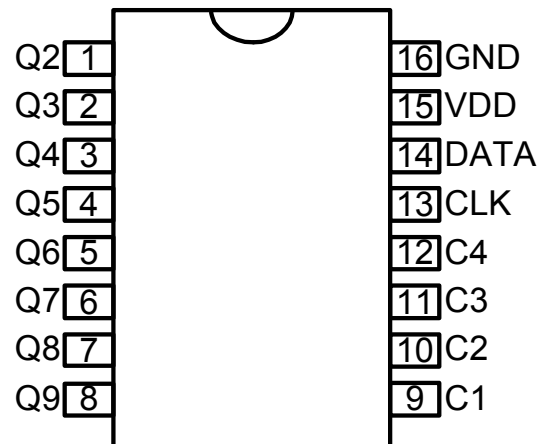 Q2 1 16 GND
Q3 2 15 VDD
Q4 3 14 DATA
Q5 4 13 CLK
Q6 5 12 C4
Q7 6 11 C3
Q8 7 10 C2
Q9 8 9 C1